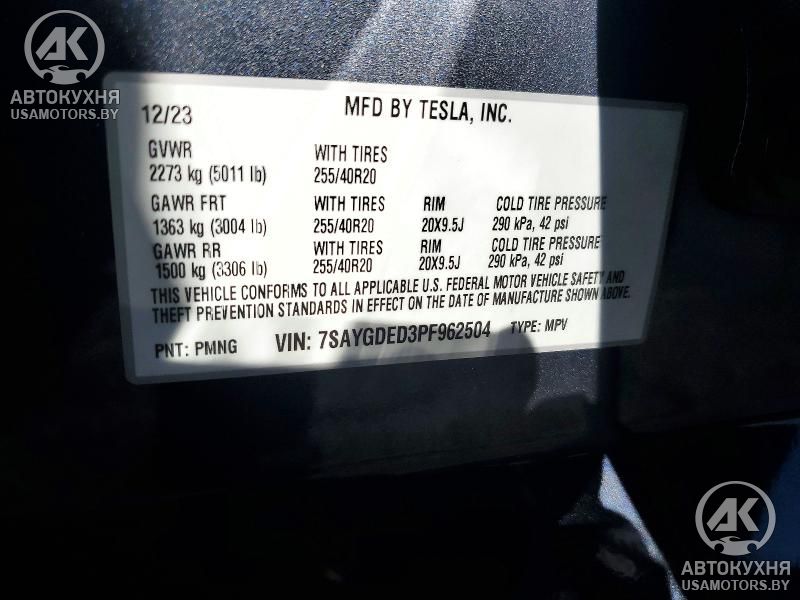 AK
АВТОКУХНЯ
USAMOTORS.BY
12/23 MFD BY TESLA, INC.
GVWR WITH TIRES
2273 kg (5011 lb) 255/40R20
GAWR FRT WITH TIRES RIM COLD TIRE PRESSURE
1363 kg (3004 lb) 255/40R20 20X9.5J 290 kPa, 42 psi
GAWR RR WITH TIRES RIM COLD TIRE PRESSURE
1500 kg (3306 lb) 255/40R20 20X9.5J 290 kPa, 42 psi
THIS VEHICLE CONFORMS TO ALL APPLICABLE U.S. FEDERAL MOTOR VEHICLE SAFETY AND
THEFT PREVENTION STANDARDS IN EFFECT ON THE DATE OF MANUFACTURE SHOWN ABOVE.
PNT: PMNG VIN: 7SAYGDED3PF962504 TYPE: MPV
AK
АВТОКУХНЯ
USAMOTORS.BY